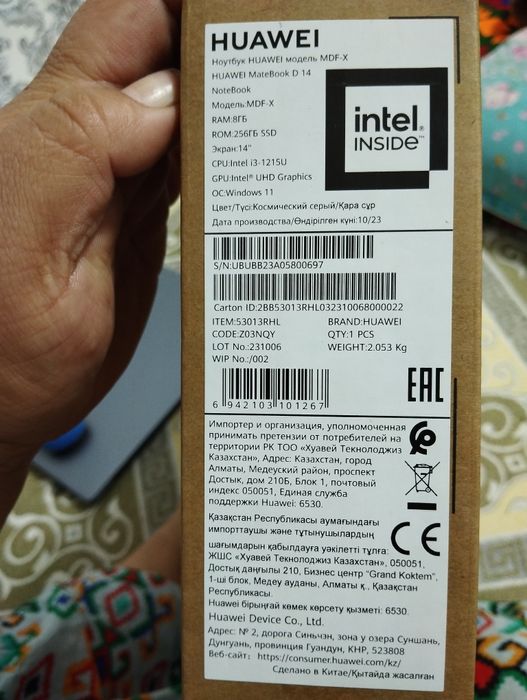 HUAWEI
Ноутбук HUAWEI модель MDF-X
HUAWEI MateBook D 14
NoteBook
Модель:MDF-X
RAM:8ГБ
ROM:256ГБ SSD
Экран:14"
CPU:Intel i3-1215U
GPU:Intel® UHD Graphics
ОС:Windows 11
Цвет/Түсі:Космический серый/Қара сұр
Дата производства/Өндірілген күні:10/23
intel®
INSIDE™
S/N:UBUBB23A05800697
Carton ID:2BB53013RHL032310068000022
ITEM:53013RHL BRAND:HUAWEI
CODE:Z03NQY QTY:1 PCS
LOT No.:231006 WEIGHT:2.053 Kg
WIP No.:/002
6 942103 101267
EAC
Импортер и организация, уполномоченная
принимать претензии от потребителей на
территории РК ТОО «Хуавей Текнолоджиз
Казахстан», Адрес: Казахстан, город
Алматы, Медеуский район, проспект
Достык, дом 210Б, Блок 1, почтовый
индекс 050051, Единая служба
поддержки Huawei: 6530.
Қазақстан Республикасы аумағындағы
импорттаушы және тұтынушылардың
шағымдарын қабылдауға уәкілетті тұлға:
ЖШС «Хуавей Текнолоджиз Казахстан», 050051,
Достық даңғылы 210, Бизнес центр "Grand Koktem",
1-ші блок, Медеу ауданы, Алматы қ., Қазақстан
Республикасы.
Huawei бірыңғай көмек көрсету қызметі: 6530.
CE
Huawei Device Co., Ltd.
Адрес: № 2, дорога Синьчэн, зона у озера Суншань,
Дунгуань, провинция Гуандун, КНР, 523808
Веб-сайт: https://consumer.huawei.com/kz/
Сделано в Китае/Қытайда жасалған